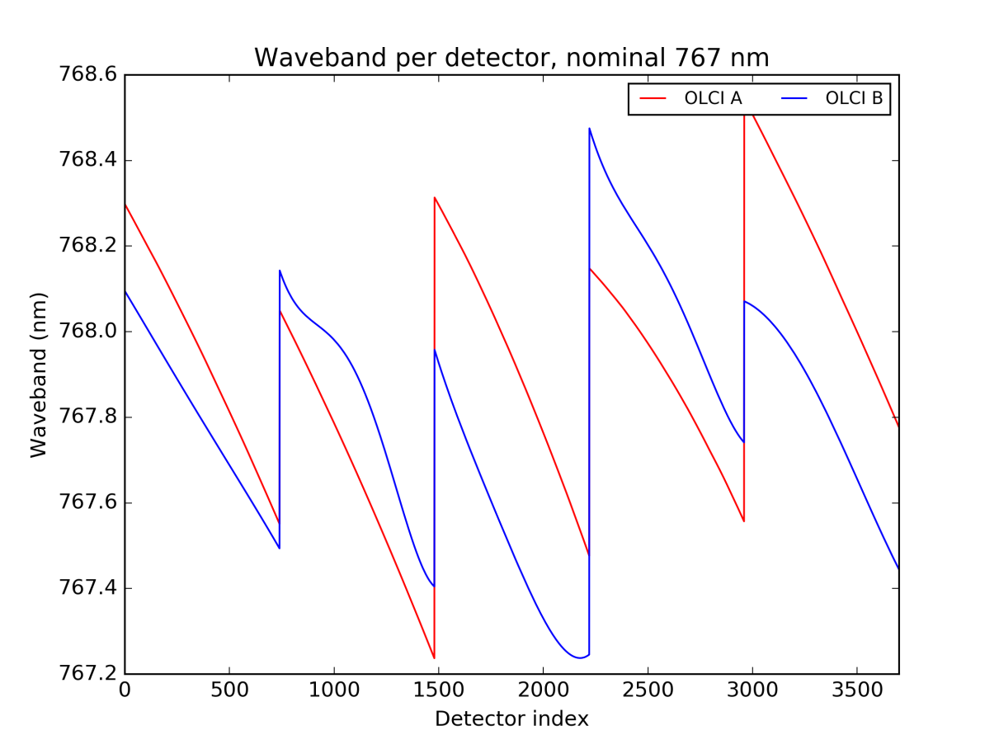 Waveband per detector, nominal 767 nm
OLCI A OLCI B
768.6
768.4
768.2
768.0
767.8
767.6
767.4
767.2
Waveband (nm)
0 500 1000 1500 2000 2500 3000 3500
Detector index